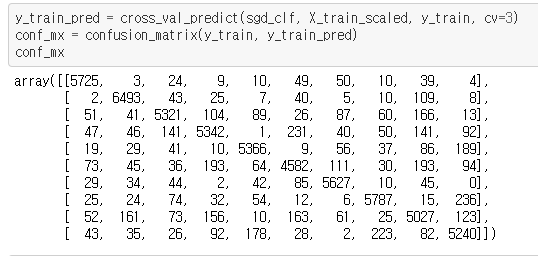 y_train_pred = cross_val_predict(sgd_clf, X_train_scaled, y_train, cv=3)
conf_mx = confusion_matrix(y_train, y_train_pred)
conf_mx
array([[5725, 3, 24, 9, 10, 49, 50, 10, 39, 4],
[ 2, 6493, 43, 25, 7, 40, 5, 10, 109, 8],
[ 51, 41, 5321, 104, 89, 26, 87, 60, 166, 13],
[ 47, 46, 141, 5342, 1, 231, 40, 50, 141, 92],
[ 19, 29, 41, 10, 5366, 9, 56, 37, 86, 189],
[ 73, 45, 36, 193, 64, 4582, 111, 30, 193, 94],
[ 29, 34, 44, 2, 42, 85, 5627, 10, 45, 0],
[ 25, 24, 74, 32, 54, 12, 6, 5787, 15, 236],
[ 52, 161, 73, 156, 10, 163, 61, 25, 5027, 123],
[ 43, 35, 26, 92, 178, 28, 2, 223, 82, 5240]])